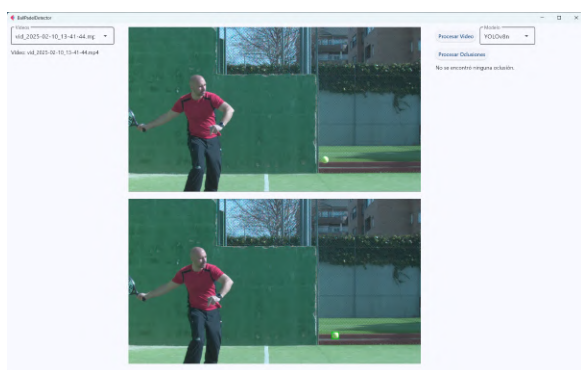 BallPadelDetector
Videos
vid_2025-02-10_13-41-44.mp
Video: vid_2025-02-10_13-41-44.mp4
Procesar Video
Modelo
YOLOv8n
Procesar Oclusiones
No se encontró ninguna oclusión.